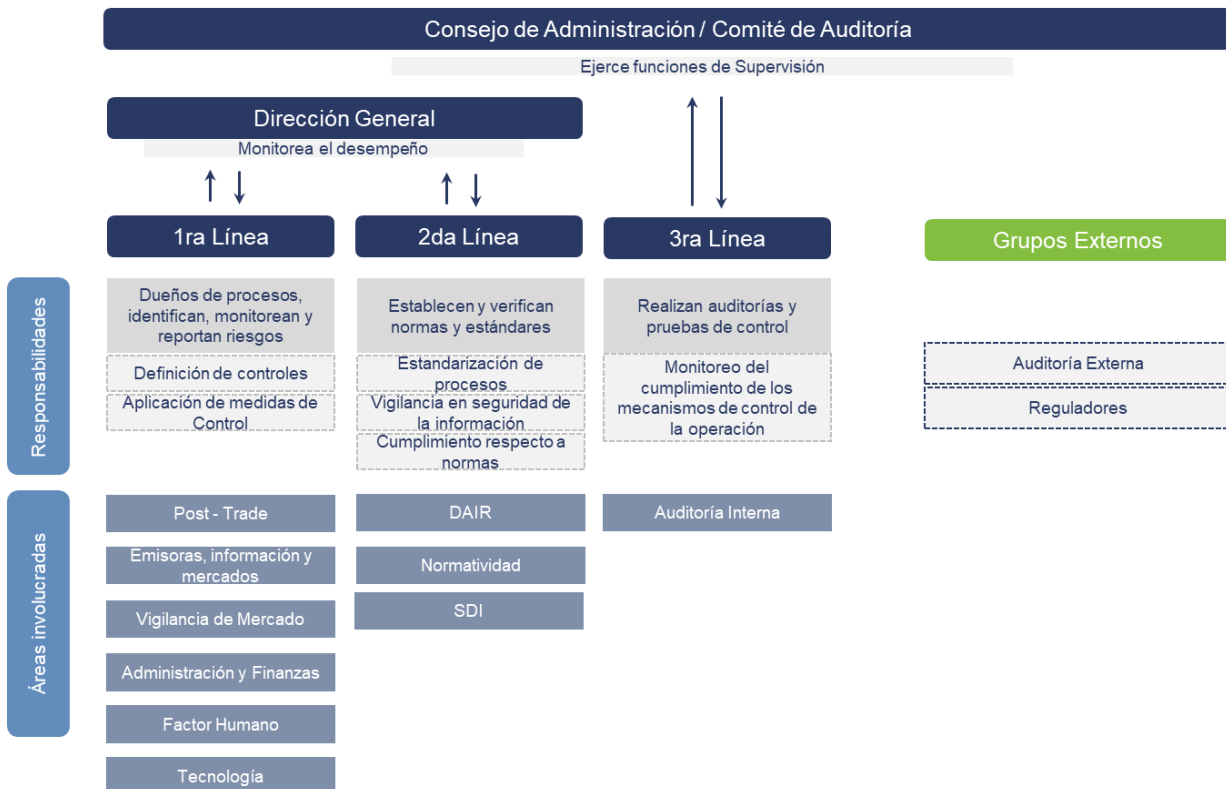 Consejo de Administración / Comité de Auditoría
Ejerce funciones de Supervisión
Dirección General
Monitorea el desempeño
1ra Línea
2da Línea
3ra Línea
Grupos Externos
Responsabilidades
Dueños de procesos,
identifican, monitorean y
reportan riesgos
Definición de controles
Aplicación de medidas de
Control
Establecen y verifican
normas y estándares
Estandarización de
procesos
Vigilancia en seguridad de
la información
Cumplimiento respecto a
normas
Realizan auditorías y
pruebas de control
Monitoreo del
cumplimiento de los
mecanismos de control de
la operación
Auditoría Externa
Reguladores
Áreas involucradas
Post - Trade
Emisoras, información y
mercados
Vigilancia de Mercado
Administración y Finanzas
Factor Humano
Tecnología
DAIR
Normatividad
SDI
Auditoría Interna